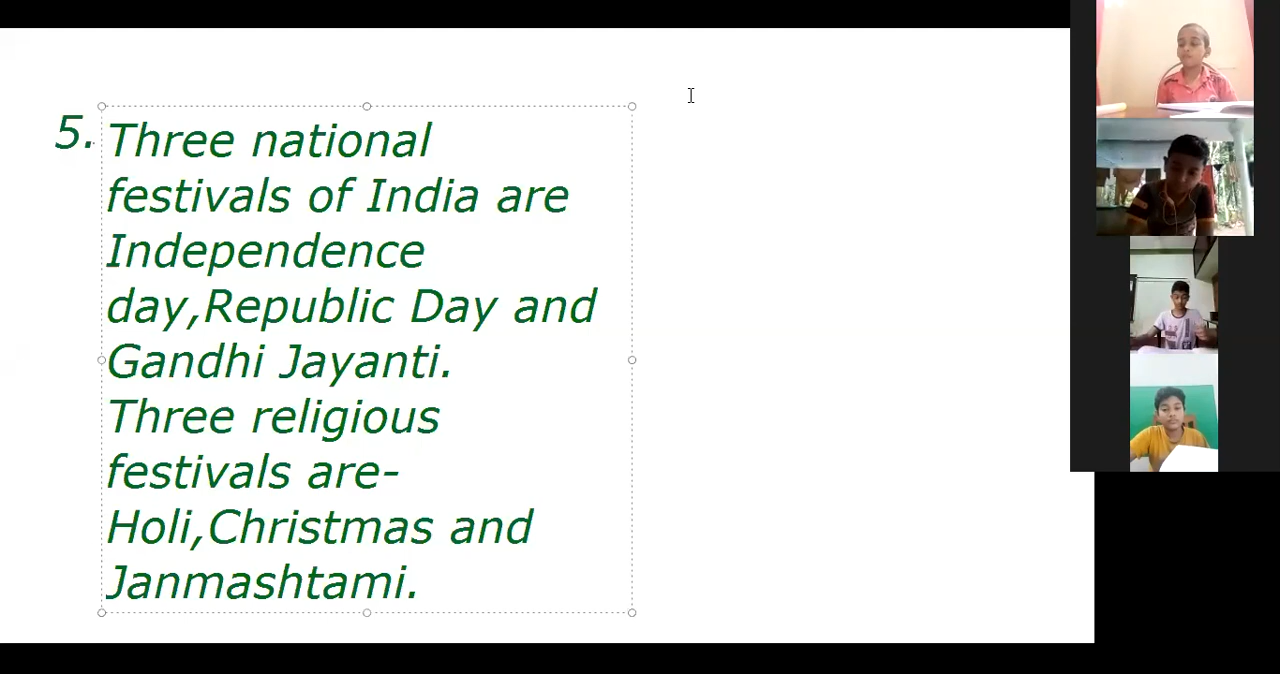 5. Three national
festivals of India are
Independence
day,Republic Day and
Gandhi Jayanti.
Three religious
festivals are-
Holi,Christmas and
Janmashtami.